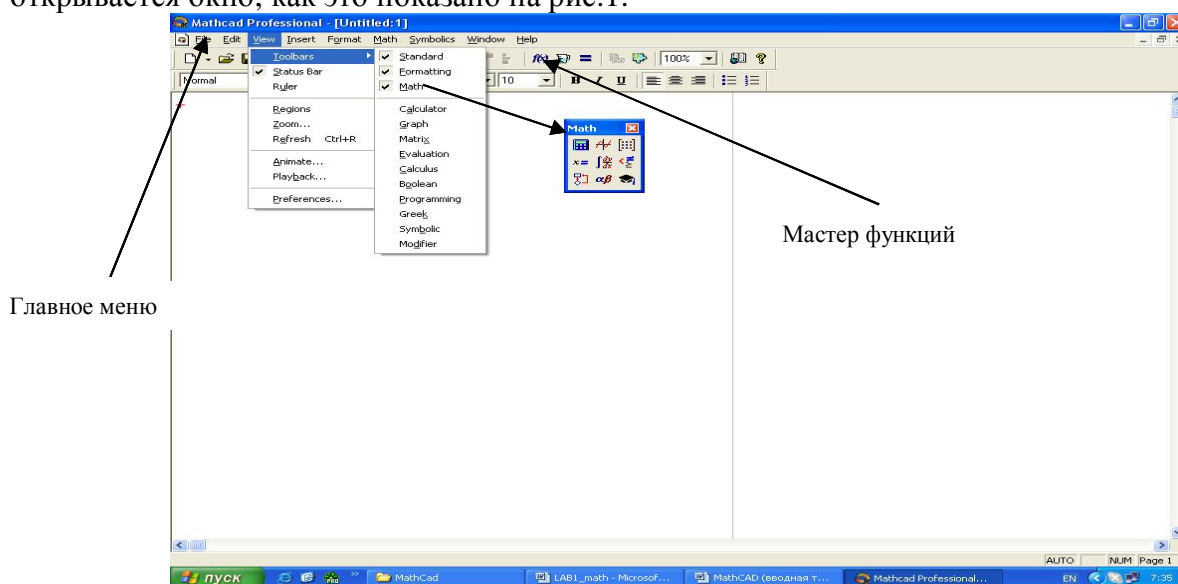 открывается окно, как это показано на рис.1.
Mathcad Professional - [Untitled:1]
File Edit View Insert Format Math Symbolics Window Help
100%
Normal 10 B I U
Toolbars
Status Bar
Ruler
Regions
Zoom...
Refresh Ctrl+R
Animate...
Playback...
Preferences...
Standard
Formatting
Math
Calculator
Graph
Matrix
Evaluation
Calculus
Boolean
Programming
Greek
Symbolic
Modifier
Math
x=
αβ
Мастер функций
Главное меню
AUTO NUM Page 1
пуск MathCad LAB1_math - Microsof... MathCAD (вводная т... Mathcad Professional... EN 7:35